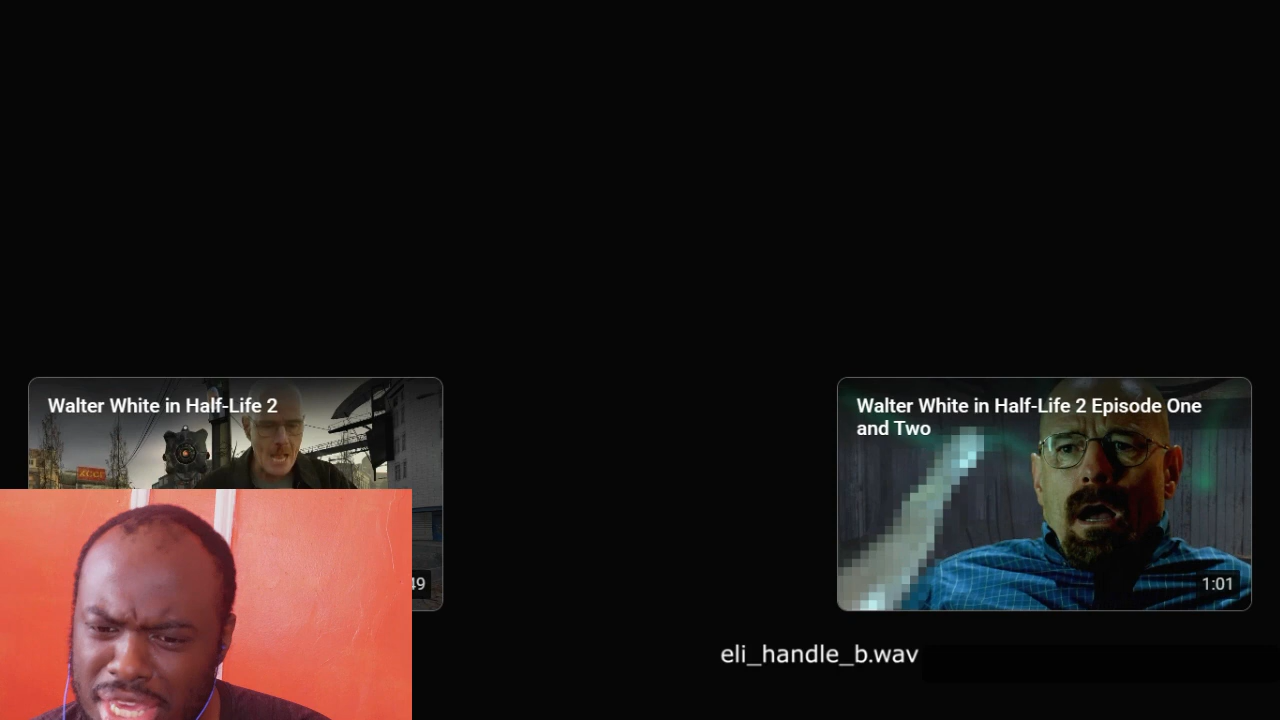 Walter White in Half-Life 2
Walter White in Half-Life 2 Episode One
and Two
49
1:01
eli_handle_b.wav